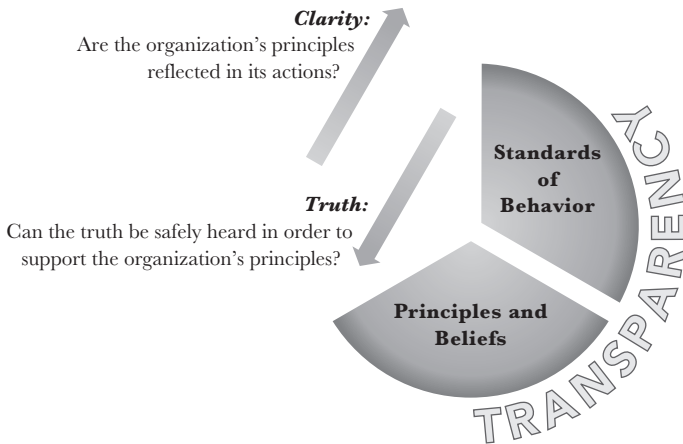 Clarity:
Are the organization’s principles
reflected in its actions?
Standards
of
Behavior
Truth:
Can the truth be safely heard in order to
support the organization’s principles?
Principles and
Beliefs
TRANSPARENCY